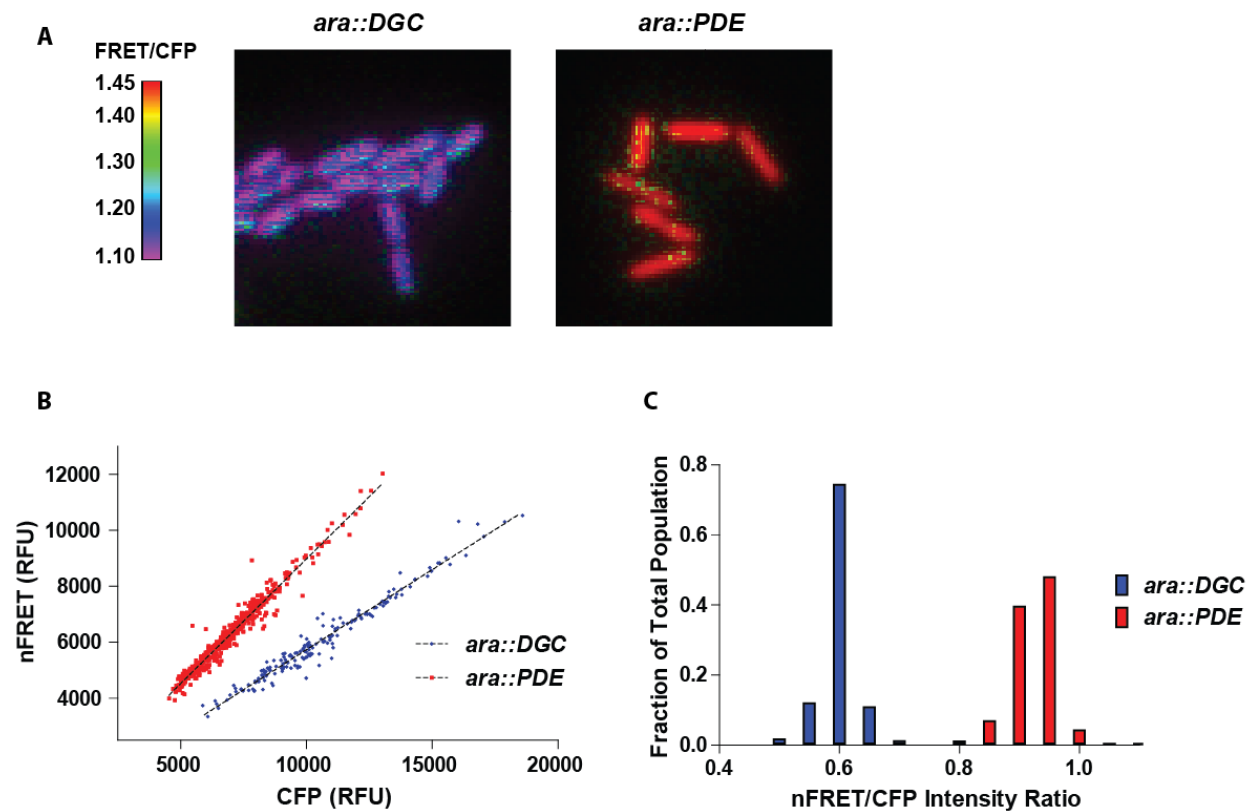 A
ara::DGC
ara::PDE
FRET/CFP
1.45
1.40
1.30
1.20
1.10
B
nFRET (RFU)
12000
10000
8000
6000
4000
5000
10000
15000
20000
CFP (RFU)
ara::DGC
ara::PDE
C
Fraction of Total Population
0.8
0.6
0.4
0.2
0.0
0.4
0.6
0.8
1.0
nFRET/CFP Intensity Ratio
ara::DGC
ara::PDE